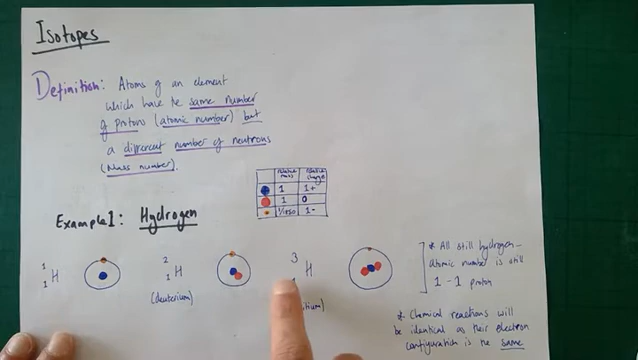 Isotopes
Definition: Atoms of an element
which have the same number
of protons (atomic number) but
a different number of neutrons
(Mass number).
relative mass relative charge
1 1+
1 0
1/1850 1-
Example 1: Hydrogen
1 1 H
2 1 H
3 H
(deuterium)
* All still hydrogen -
atomic number is still
1 - 1 proton
* Chemical reactions will
be identical as their electron
configuration is the same